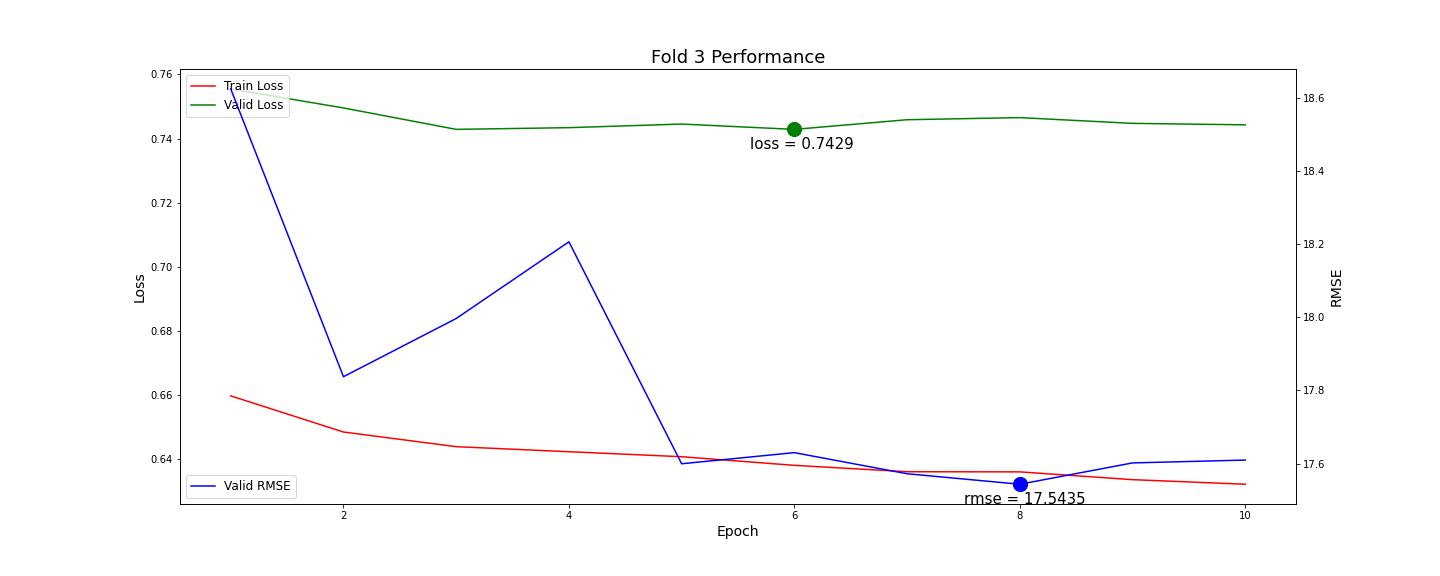 Fold 3 Performance
Train Loss
Valid Loss
Valid RMSE
loss = 0.7429
rmse = 17.5435
0.76
0.74
0.72
0.70
0.68
0.66
0.64
Loss
18.6
18.4
18.2
18.0
17.8
17.6
RMSE
2
4
6
8
10
Epoch